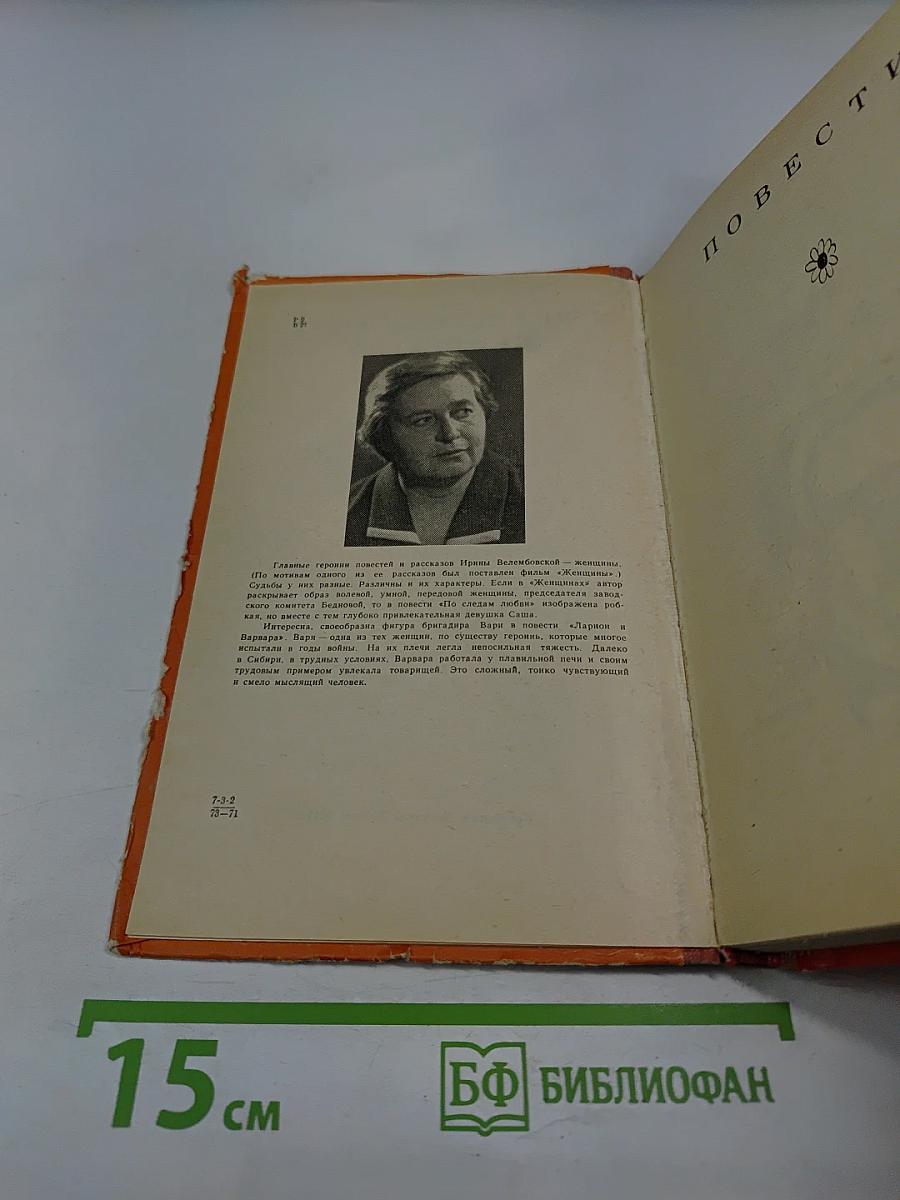 Р 2
В 27
Главные героини повестей и рассказов Ирины Велембовской — женщины.
(По мотивам одного из ее рассказов был поставлен фильм «Женщины».)
Судьбы у них разные. Различны и их характеры. Если в «Женщинах» автор
раскрывает образ волевой, умной, передовой женщины, председателя завод-
ского комитета Бедновой, то в повести «По следам любви» изображена роб-
кая, но вместе с тем глубоко привлекательная девушка Саша.
Интересна, своеобразна фигура бригадира Вари в повести «Ларион и
Варвара». Варя — одна из тех женщин, по существу героинь, которые многое
испытали в годы войны. На их плечи легла непосильная тяжесть. Далеко
в Сибири, в трудных условиях, Варвара работала у плавильной печи и своим
трудовым примером увлекала товарищей. Это сложный, тонко чувствующий
и смело мыслящий человек.
7-3-2
73—71
ПОВЕСТИ
15 см
БФ БИБЛИОФАН